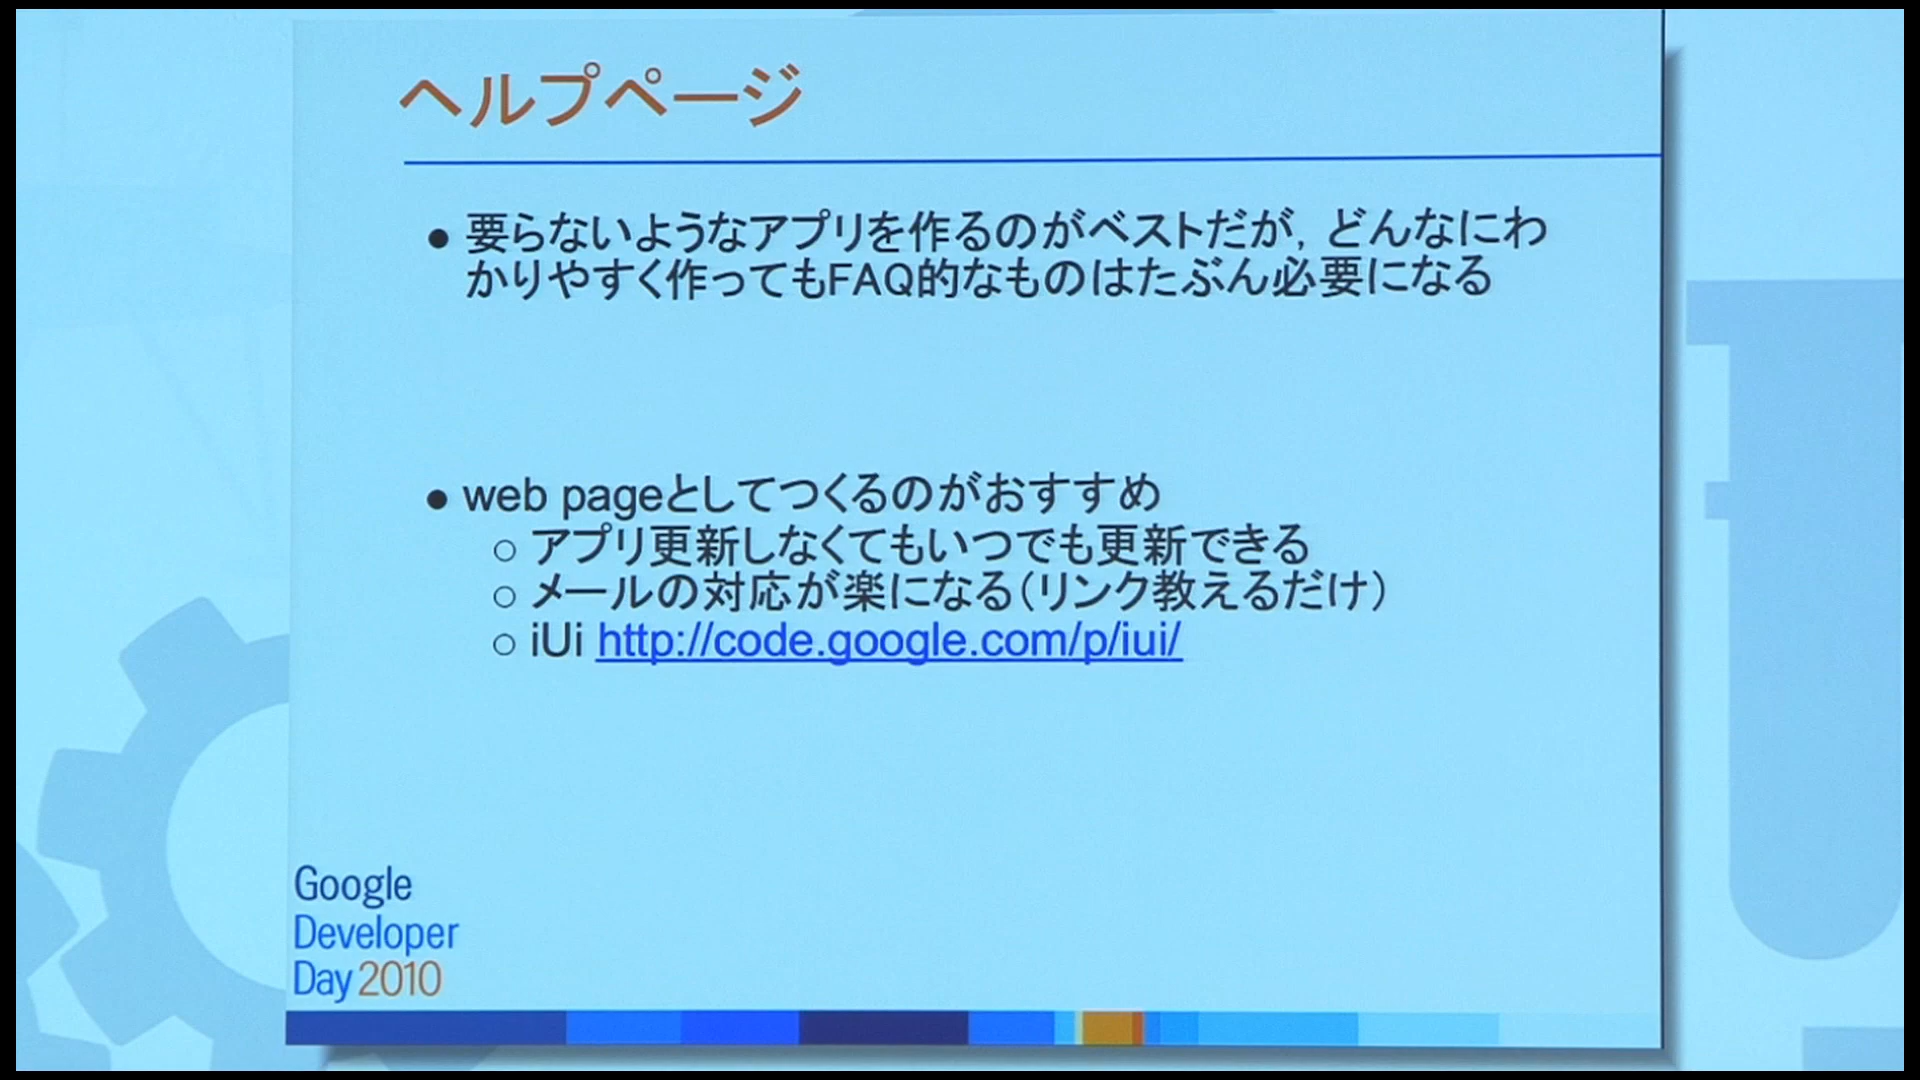 ヘルプページ
● 要らないようなアプリを作るのがベストだが, どんなにわ
かりやすく作ってもFAQ的なものはたぶん必要になる
● web pageとしてつくるのがおすすめ
○ アプリ更新しなくてもいつでも更新できる
○ メールの対応が楽になる(リンク教えるだけ)
○ iUi http://code.google.com/p/iui/
Google
Developer
Day 2010